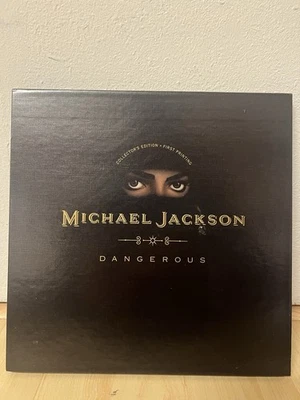 COLLECTOR'S EDITION • FIRST PRINTING
MICHAEL JACKSON
DANGEROUS